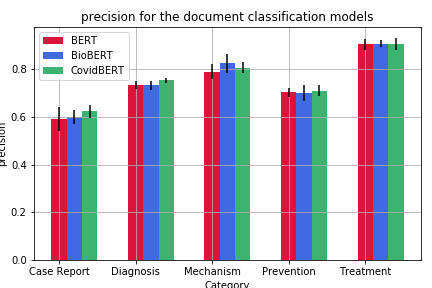 precision for the document classification models
BERT
BioBERT
CovidBERT
0.8
0.6
0.4
0.2
0.0
precision
Case Report Diagnosis Mechanism Prevention Treatment
Category